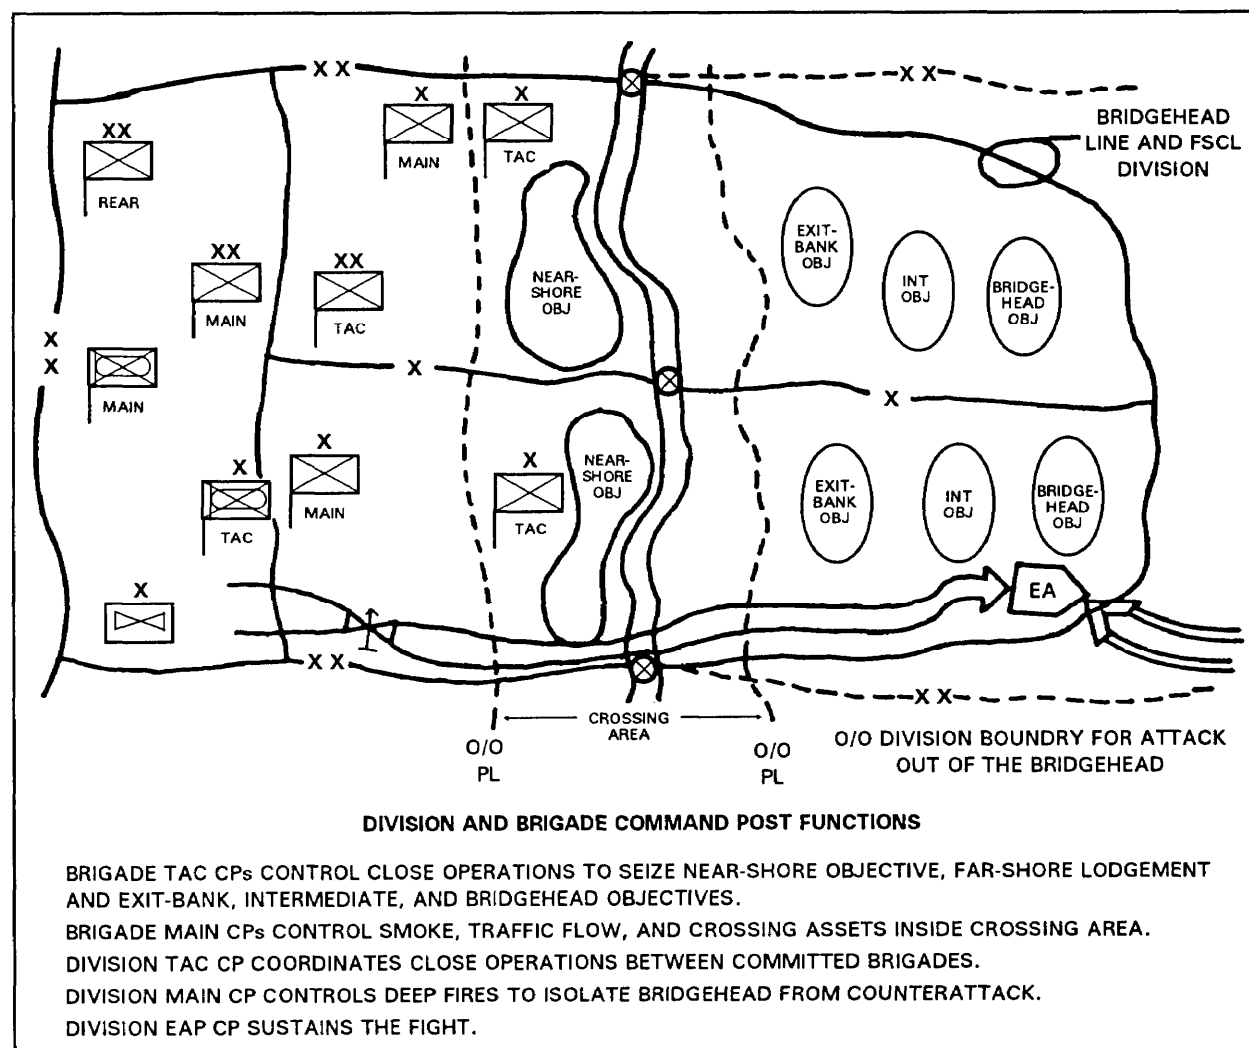 X X
X X
X
X
BRIDGEHEAD
LINE AND FSCL
DIVISION
XX
MAIN
TAC
REAR
EXIT-
BANK
OBJ
XX
XX
NEAR-
SHORE
OBJ
INT
OBJ
BRIDGE-
HEAD
OBJ
MAIN
TAC
X
X
X
X
MAIN
X
X
X
NEAR-
SHORE
OBJ
MAIN
TAC
TAC
EXIT-
BANK
OBJ
INT
OBJ
BRIDGE-
HEAD
OBJ
X
EA
X X
X X
CROSSING
AREA
O/O
PL
O/O
PL
O/O DIVISION BOUNDRY FOR ATTACK
OUT OF THE BRIDGEHEAD
DIVISION AND BRIGADE COMMAND POST FUNCTIONS
BRIGADE TAC CPs CONTROL CLOSE OPERATIONS TO SEIZE NEAR-SHORE OBJECTIVE, FAR-SHORE LODGEMENT
AND EXIT-BANK, INTERMEDIATE, AND BRIDGEHEAD OBJECTIVES.
BRIGADE MAIN CPs CONTROL SMOKE, TRAFFIC FLOW, AND CROSSING ASSETS INSIDE CROSSING AREA.
DIVISION TAC CP COORDINATES CLOSE OPERATIONS BETWEEN COMMITTED BRIGADES.
DIVISION MAIN CP CONTROLS DEEP FIRES TO ISOLATE BRIDGEHEAD FROM COUNTERATTACK.
DIVISION EAP CP SUSTAINS THE FIGHT.